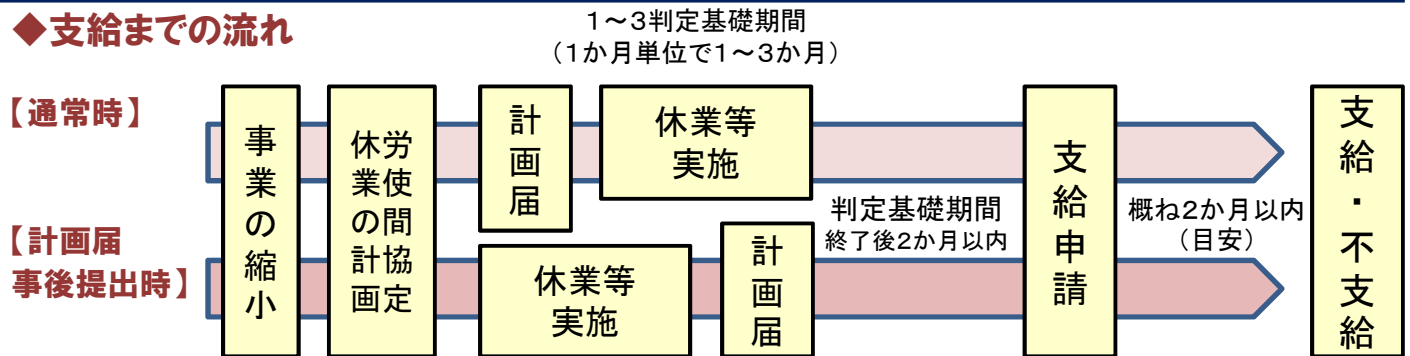 ◆支給までの流れ
1～3判定基礎期間
（1か月単位で1～3か月）
【通常時】
事業の縮小
労使間協定
休業の計画
計画届
休業等
実施
支給申請
支給・不支給
判定基礎期間
終了後2か月以内
概ね2か月以内
（目安）
【計画届
事後提出時】
休業等
実施
計画届